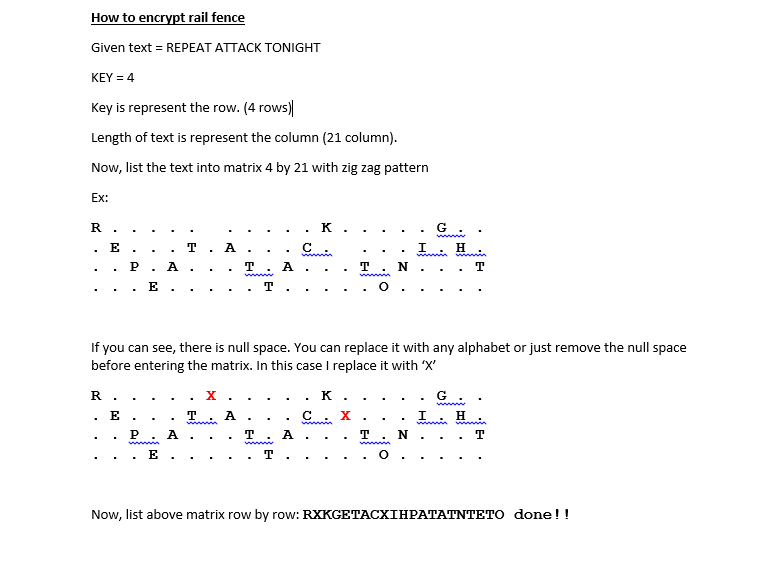 How to encrypt rail fence
Given text = REPEAT ATTACK TONIGHT
KEY = 4
Key is represent the row. (4 rows)
Length of text is represent the column (21 column).
Now, list the text into matrix 4 by 21 with zig zag pattern
Ex:
R . . . . .   . . . . . K . . . . . G . .
. E . . . T . A . . . C .   . . . I . H .
. . P . A . . . T . A . . . T . N . . . T
. . . E . . . . . T . . . . . O . . . . .
If you can see, there is null space. You can replace it with any alphabet or just remove the null space
before entering the matrix. In this case I replace it with ‘X’
R . . . . . X . . . . . K . . . . . G . .
. E . . . T . A . . . C . X . . . I . H .
. . P . A . . . T . A . . . T . N . . . T
. . . E . . . . . T . . . . . O . . . . .
Now, list above matrix row by row: RXKGETACXIHPATATNTETO done!!